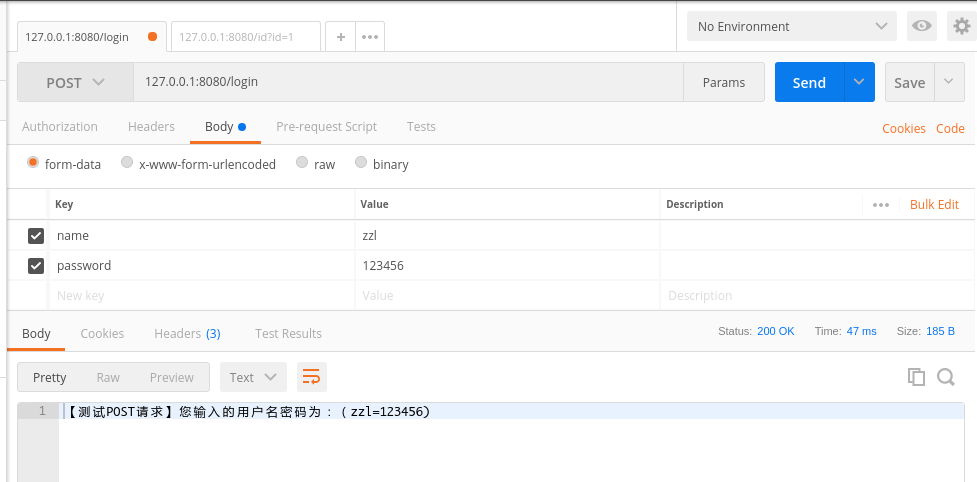 127.0.0.1:8080/login 127.0.0.1:8080/id?id=1 + ••• No Environment
POST 127.0.0.1:8080/login Params Send Save
Authorization Headers Body Pre-request Script Tests Cookies Code
form-data x-www-form-urlencoded raw binary
Key Value Description ••• Bulk Edit
name zzl
password 123456
New key Value Description
Body Cookies Headers (3) Test Results Status: 200 OK Time: 47 ms Size: 185 B
Pretty Raw Preview Text
1 【测试POST请求】您输入的用户名密码为：（zzl=123456）